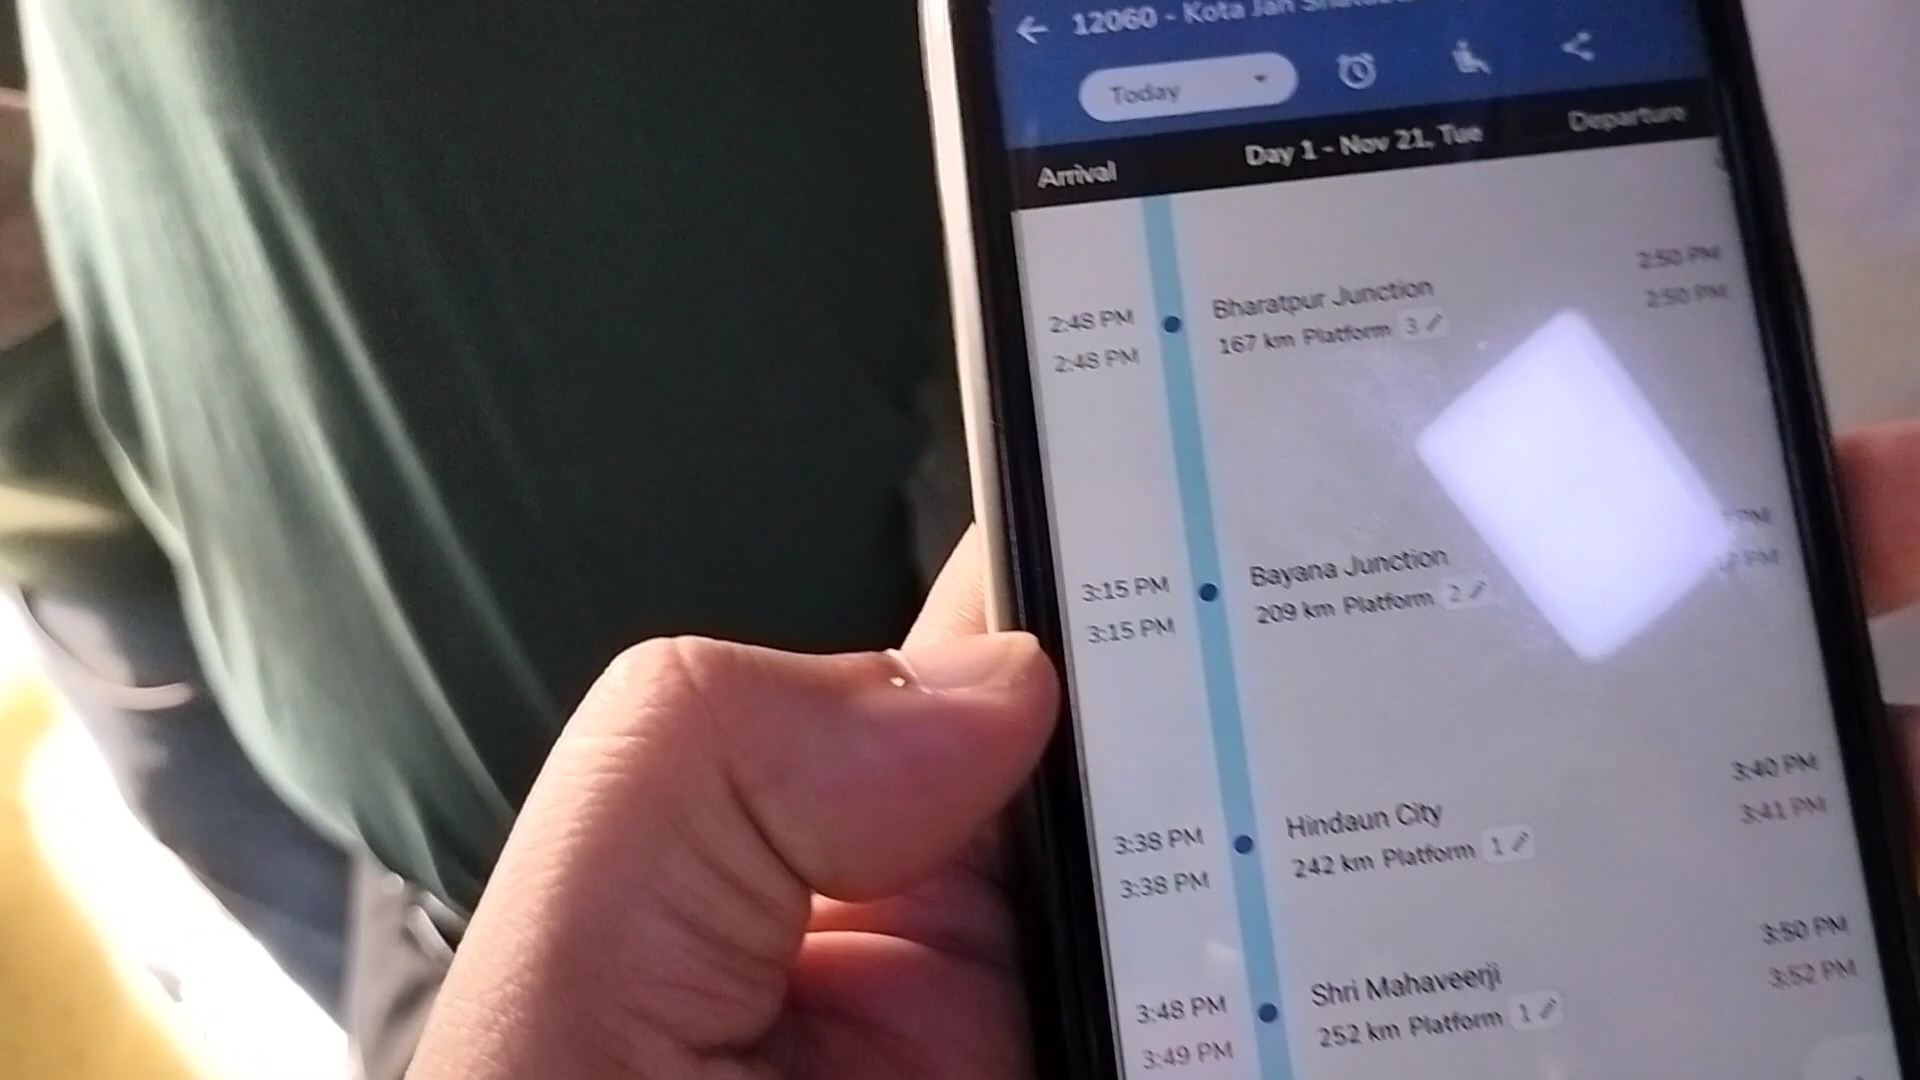 12060 - Kota Jan
Today
Arrival
Day 1 - Nov 21, Tue
Departure
2:48 PM
2:48 PM
Bharatpur Junction
167 km Platform 3
2:50 PM
2:50 PM
3:15 PM
3:15 PM
Bayana Junction
209 km Platform 2
PM
PM
3:38 PM
3:38 PM
Hindaun City
242 km Platform 1
3:40 PM
3:41 PM
3:48 PM
3:49 PM
Shri Mahaveerji
252 km Platform 1
3:50 PM
3:52 PM